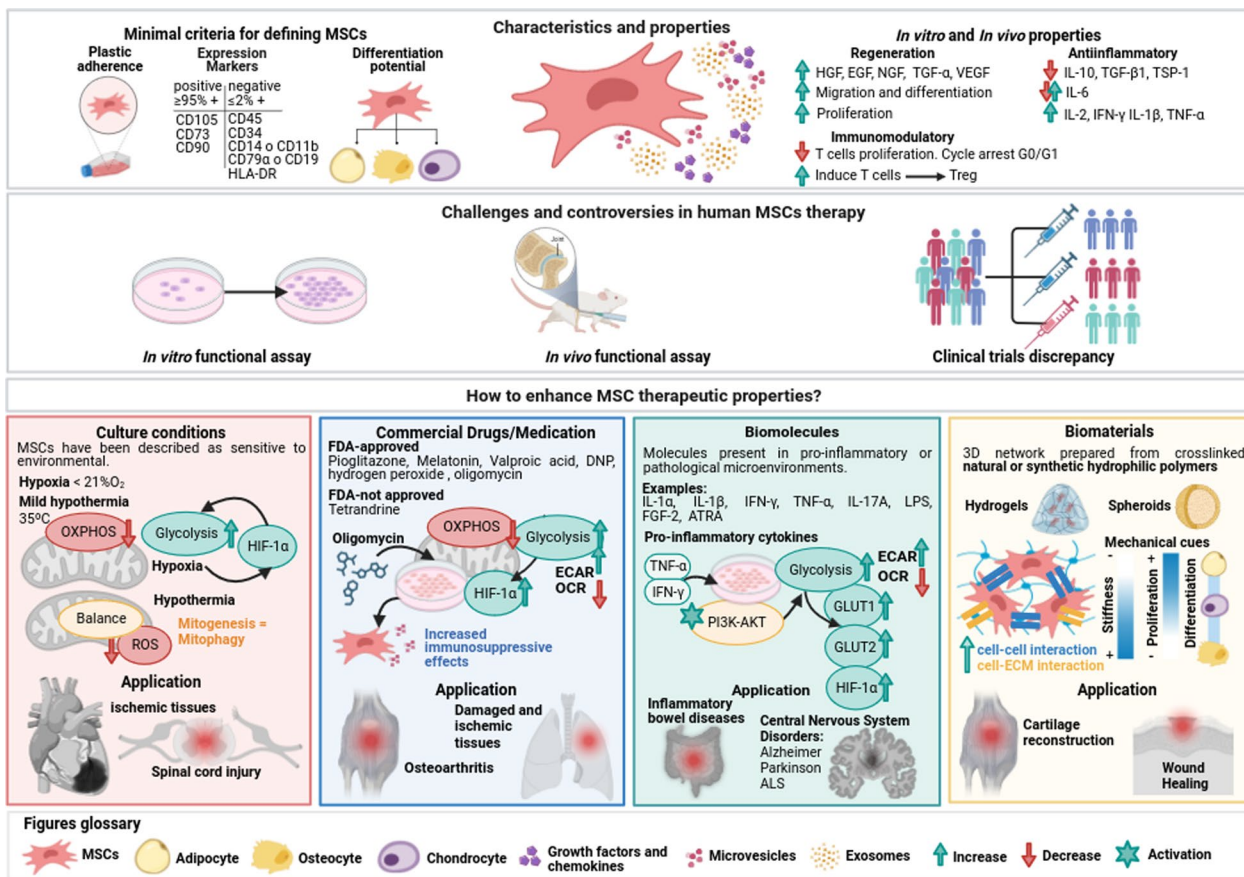 Characteristics and properties
Minimal criteria for defining MSCs
Plastic
adherence
Expression
Markers
positive
≥95% +
negative
≤2% +
CD105
CD73
CD90
CD45
CD34
CD14 o CD11b
CD79α o CD19
HLA-DR
Differentiation
potential
In vitro and In vivo properties
Regeneration
HGF, EGF, NGF, TGF-α, VEGF
Migration and differentiation
Proliferation
Antiinflammatory
IL-10, TGF-β1, TSP-1
IL-6
IL-2, IFN-γ IL-1β, TNF-α
Immunomodulatory
T cells proliferation. Cycle arrest G0/G1
Induce T cells Treg
Challenges and controversies in human MSCs therapy
Joint
In vitro functional assay
In vivo functional assay
Clinical trials discrepancy
How to enhance MSC therapeutic properties?
Culture conditions
MSCs have been described as sensitive to
environmental.
Hypoxia < 21%O₂
Mild hypothermia
35ºC
OXPHOS
Glycolysis
HIF-1α
Hypoxia
Hypothermia
Balance
ROS
Mitogenesis =
Mitophagy
Application
ischemic tissues
Spinal cord injury
Commercial Drugs/Medication
FDA-approved
Pioglitazone, Melatonin, Valproic acid, DNP,
hydrogen peroxide , oligomycin
FDA-not approved
Tetrandrine
Oligomycin
OXPHOS
Glycolysis
HIF-1α
ECAR
OCR
Increased
immunosuppressive
effects
Application
Damaged and
ischemic
tissues
Osteoarthritis
Biomolecules
Molecules present in pro-inflammatory or
pathological microenvironments.
Examples:
IL-1α, IL-1β, IFN-γ, TNF-α, IL-17A, LPS,
FGF-2, ATRA
Pro-inflammatory cytokines
TNF-α
IFN-γ
PI3K-AKT
Glycolysis
ECAR
OCR
GLUT1
GLUT2
HIF-1α
Application
Inflammatory
bowel diseases
Central Nervous System
Disorders:
Alzheimer
Parkinson
ALS
Biomaterials
3D network prepared from crosslinked
natural or synthetic hydrophilic polymers
Hydrogels
Spheroids
Mechanical cues
- +
Stiffness
Proliferation
Differentiation
+ -
cell-cell interaction
cell-ECM interaction
Application
Cartilage
reconstruction
Wound
Healing
Figures glossary
MSCs
Adipocyte
Osteocyte
Chondrocyte
Growth factors and
chemokines
Microvesicles
Exosomes
Increase
Decrease
Activation